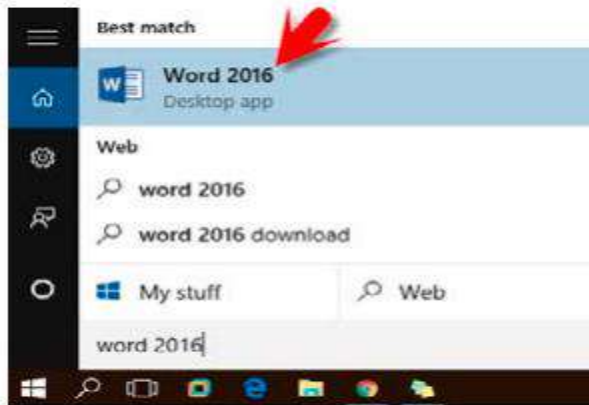 Best match
Word 2016
Desktop app
Web
word 2016
word 2016 download
My stuff
Web
word 2016